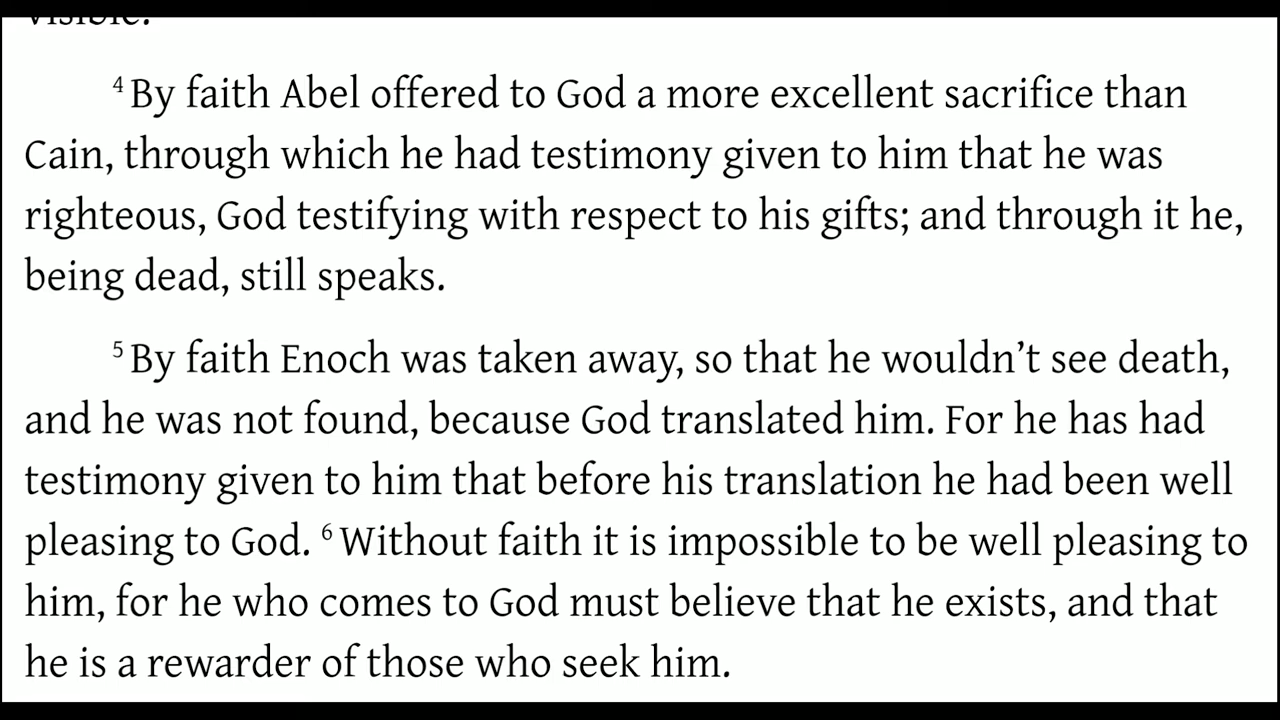 visible.
⁴ By faith Abel offered to God a more excellent sacrifice than
Cain, through which he had testimony given to him that he was
righteous, God testifying with respect to his gifts; and through it he,
being dead, still speaks.
⁵ By faith Enoch was taken away, so that he wouldn’t see death,
and he was not found, because God translated him. For he has had
testimony given to him that before his translation he had been well
pleasing to God. ⁶ Without faith it is impossible to be well pleasing to
him, for he who comes to God must believe that he exists, and that
he is a rewarder of those who seek him.